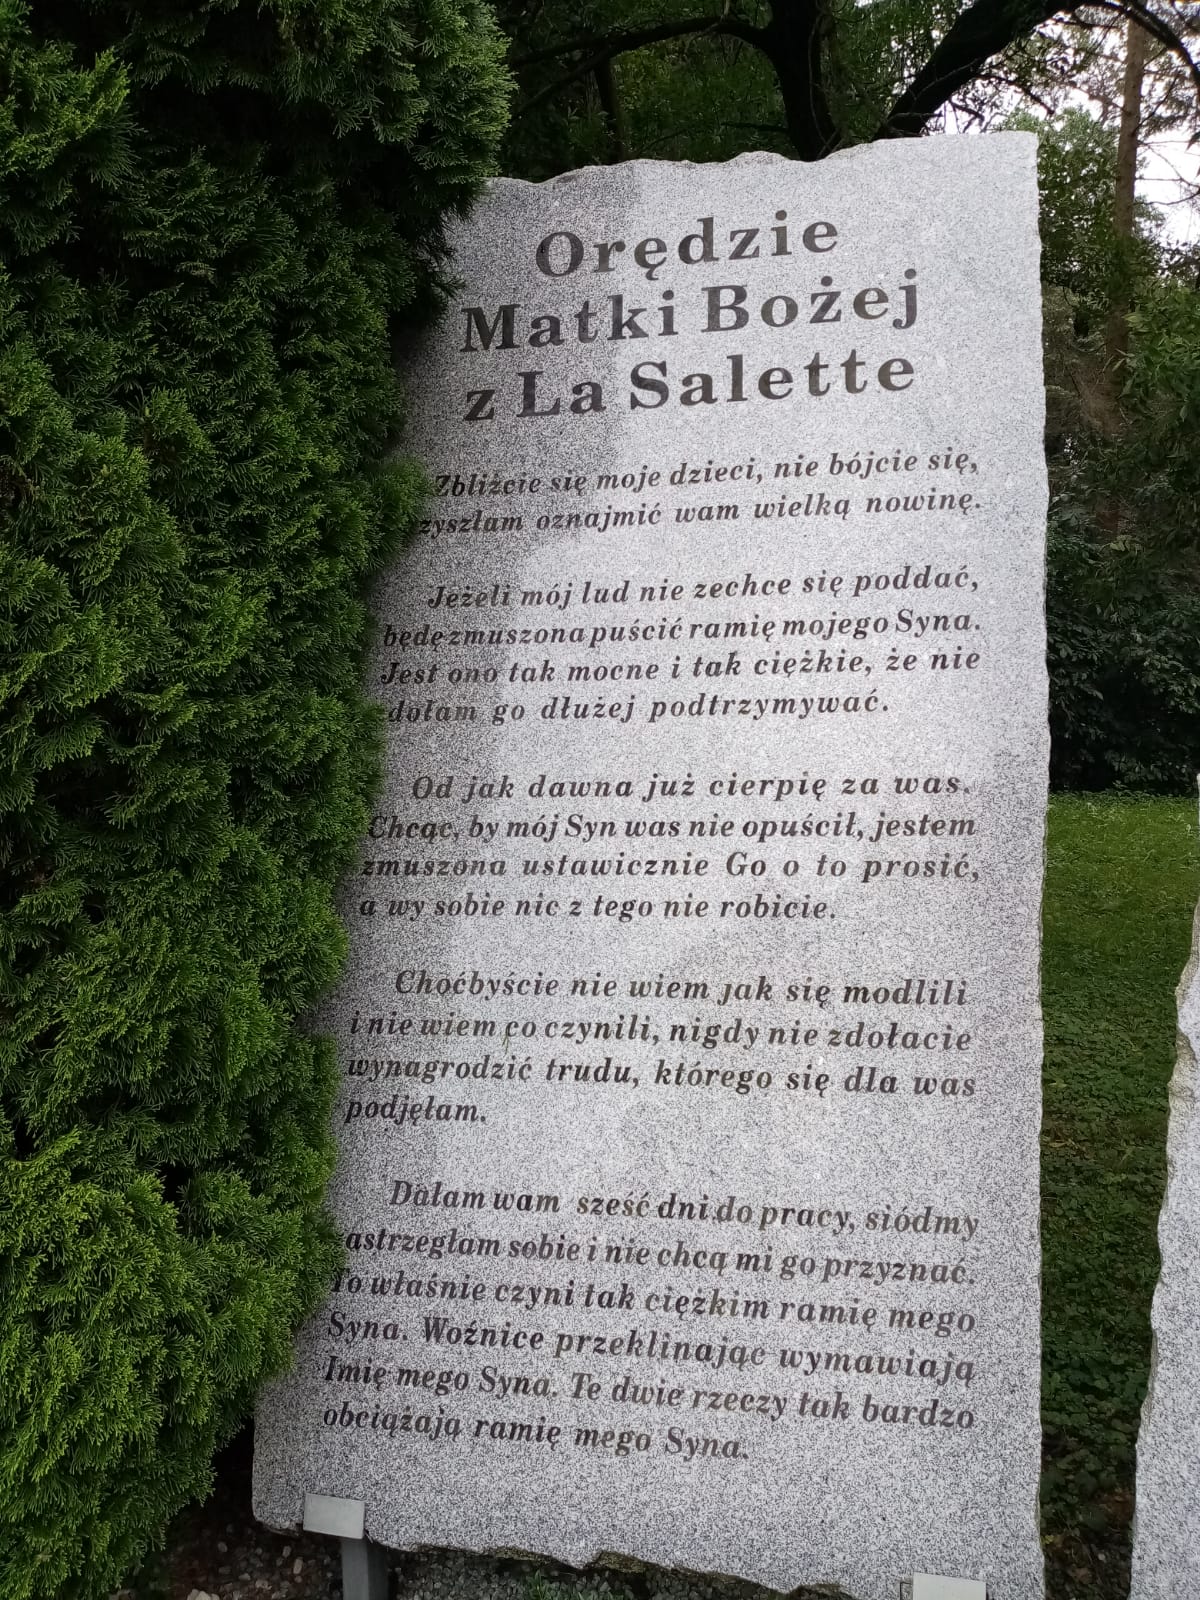 Orędzie
Matki Bożej
z La Salette
Zbliżcie się moje dzieci, nie bójcie się,
oznajmić wam wielką nowinę.
Jeżeli mój lud nie zechce się poddać,
będę zmuszona puścić ramię mojego Syna.
Jest ono tak mocne i tak ciężkie, że nie
zdołam go dłużej podtrzymywać.
Od jak dawna już cierpię za was.
Chcąc, by mój Syn was nie opuścił, jestem
zmuszona ustawicznie Go o to prosić,
a wy sobie nic z tego nie robicie.
Choćbyście nie wiem jak się modlili
i nie wiem co czynili, nigdy nie zdołacie
wynagrodzić trudu, którego się dla was
podjęłam.
Dałam wam sześć dni do pracy, siódmy
zastrzegłam sobie i nie chcą mi go przyznać.
To właśnie czyni tak ciężkim ramię mego
Syna. Woźnice przeklinając wymawiają
Imię mego Syna. Te dwie rzeczy tak bardzo
obciążają ramię mego Syna.